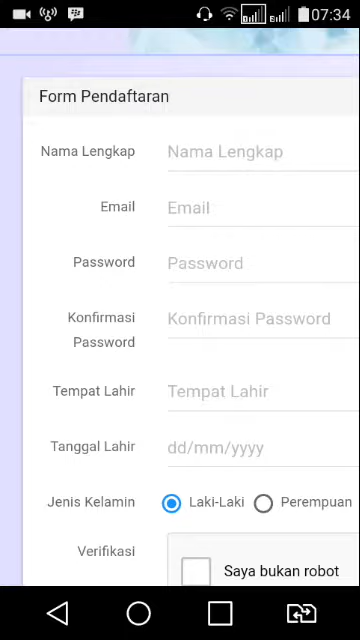 07:34
Form Pendaftaran
Nama Lengkap Nama Lengkap
Email Email
Password Password
Konfirmasi Password Konfirmasi Password
Tempat Lahir Tempat Lahir
Tanggal Lahir dd/mm/yyyy
Jenis Kelamin Laki-Laki Perempuan
Verifikasi
Saya bukan robot